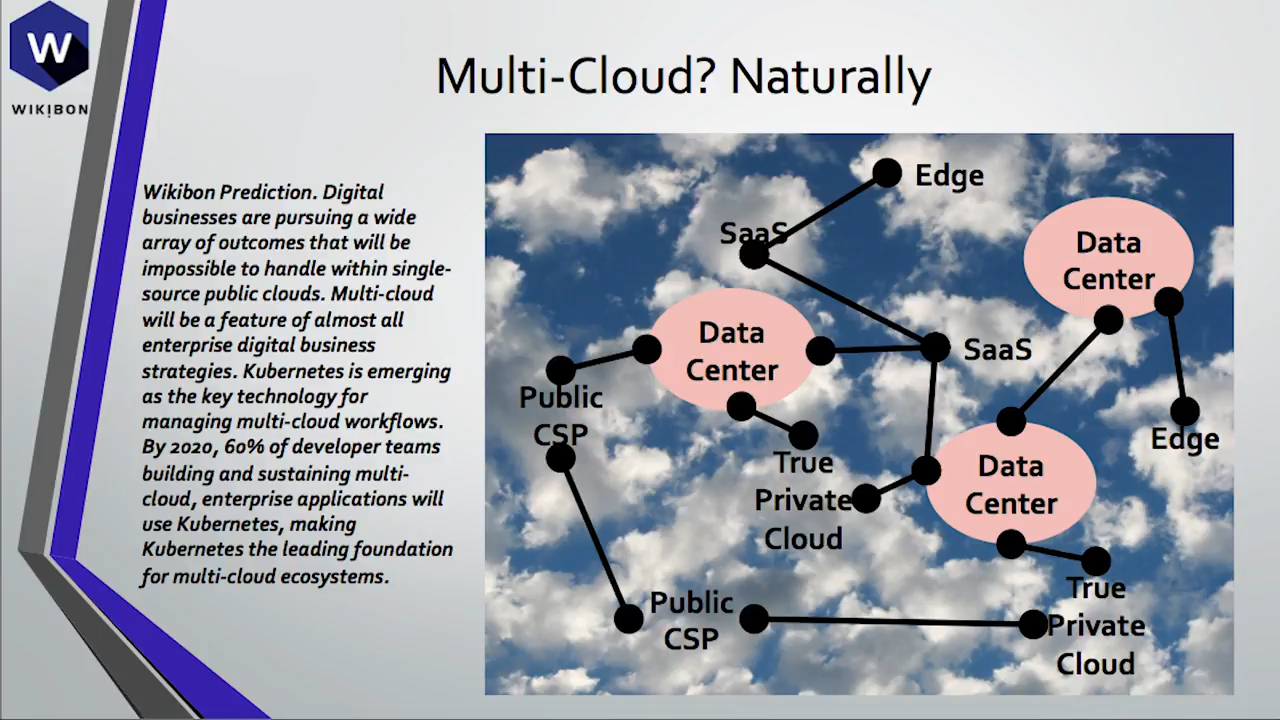 W
WIKIBON
Multi-Cloud? Naturally
Wikibon Prediction. Digital
businesses are pursuing a wide
array of outcomes that will be
impossible to handle within single-
source public clouds. Multi-cloud
will be a feature of almost all
enterprise digital business
strategies. Kubernetes is emerging
as the key technology for
managing multi-cloud workflows.
By 2020, 60% of developer teams
building and sustaining multi-
cloud, enterprise applications will
use Kubernetes, making
Kubernetes the leading foundation
for multi-cloud ecosystems.
Edge
SaaS
Data
Center
Data
Center
SaaS
Public
CSP
Edge
True
Private
Cloud
Data
Center
Public
CSP
True
Private
Cloud